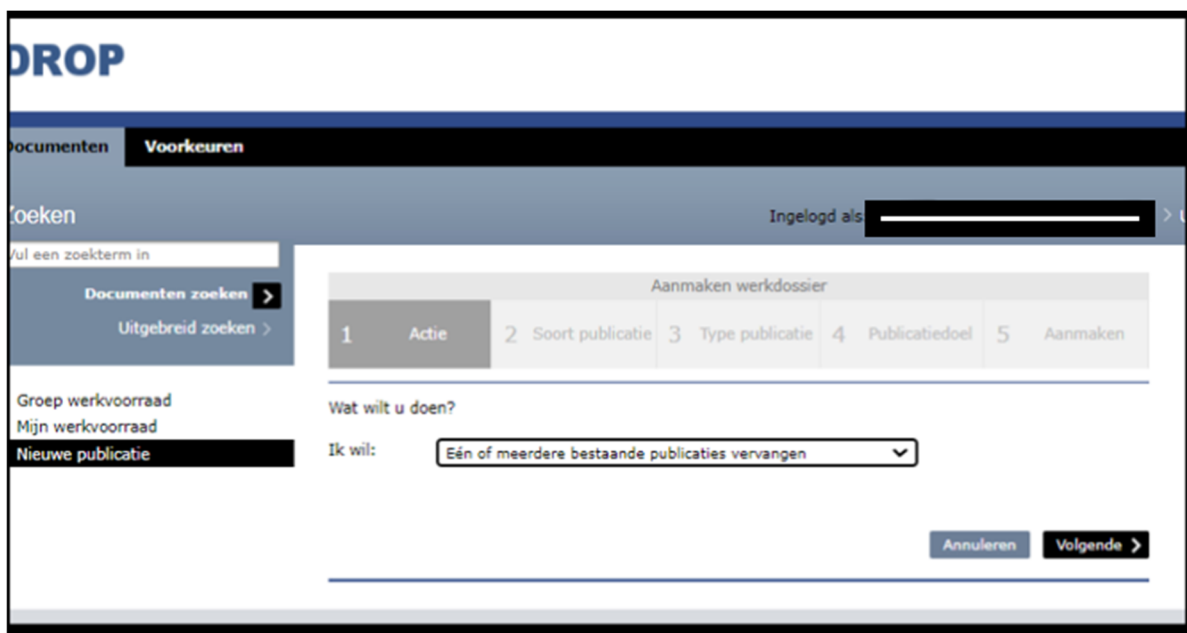 DROP
Documenten Voorkeuren
Zoeken
Ingelogd als
Vul een zoekterm in
Documenten zoeken
Uitgebreid zoeken
Groep werkvoorraad
Mijn werkvoorraad
Nieuwe publicatie
Aanmaken werkdossier
1 Actie 2 Soort publicatie 3 Type publicatie 4 Publicatiedoel 5 Aanmaken
Wat wilt u doen?
Ik wil: Eén of meerdere bestaande publicaties vervangen
Annuleren Volgende